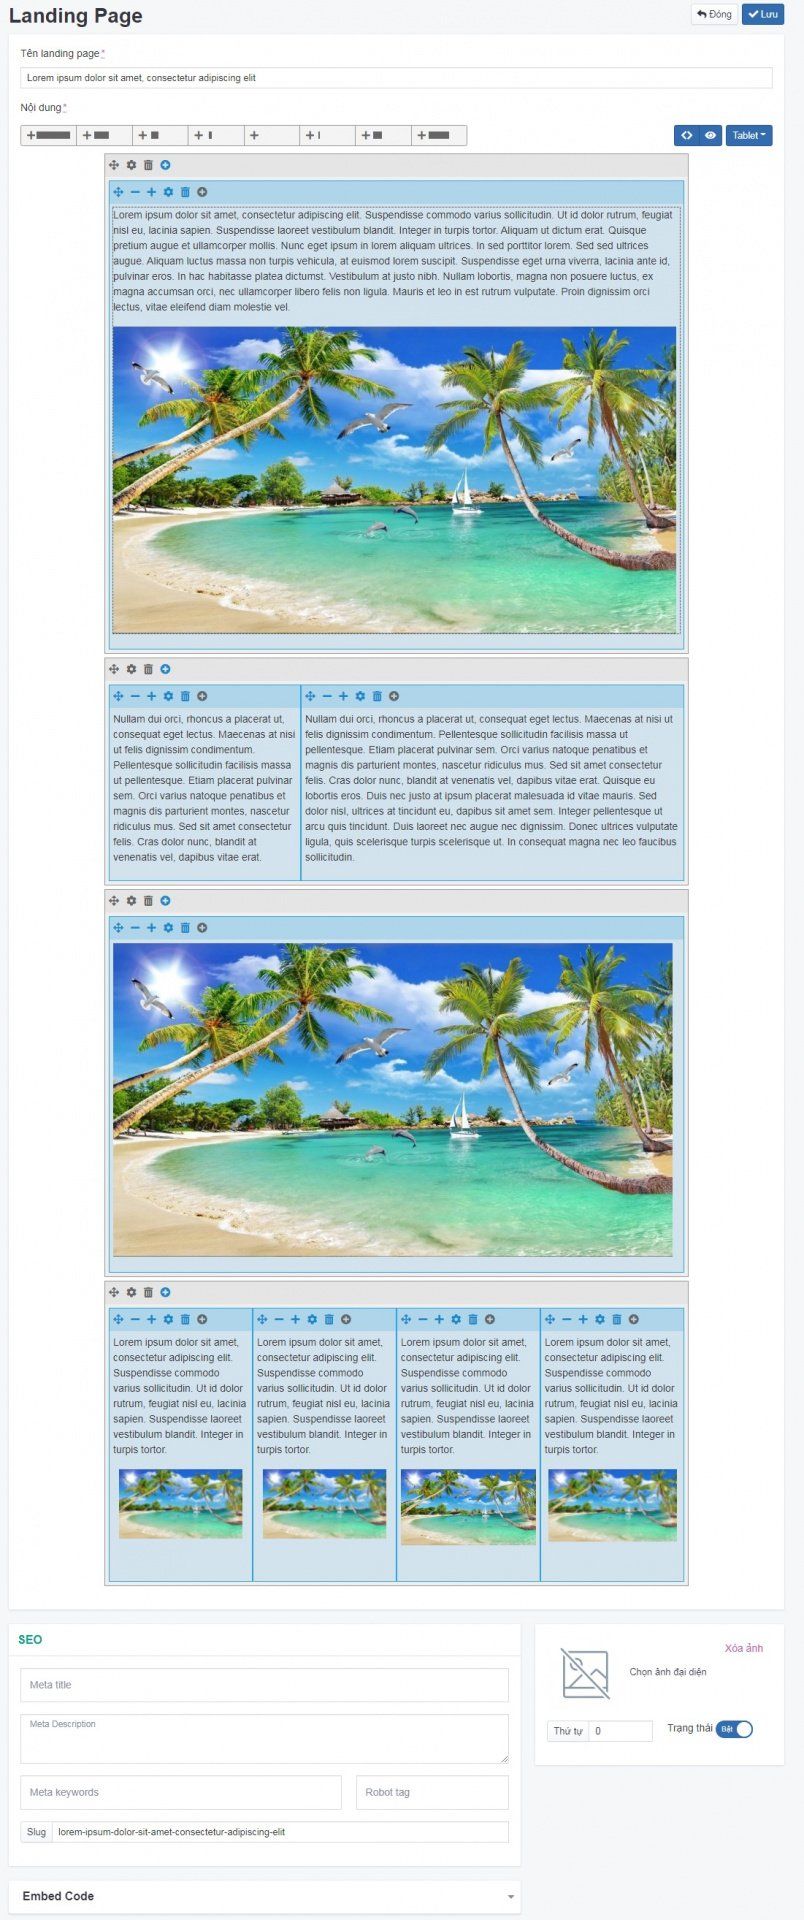 Landing Page
Đóng
Lưu
Tên landing page *
Lorem ipsum dolor sit amet, consectetur adipiscing elit
Nội dung *
Tablet
Lorem ipsum dolor sit amet, consectetur adipiscing elit. Suspendisse commodo varius sollicitudin. Ut id dolor rutrum, feugiat
nisl eu, lacinia sapien. Suspendisse laoreet vestibulum blandit. Integer in turpis tortor. Aliquam ut dictum erat. Quisque
pretium augue et ullamcorper mollis. Nunc eget ipsum in lorem aliquam ultrices. In sed porttitor lorem. Sed sed ultrices
augue. Aliquam luctus massa non turpis vehicula, at euismod lorem suscipit. Suspendisse eget urna viverra, lacinia ante id,
pulvinar eros. In hac habitasse platea dictumst. Vestibulum at justo nibh. Nullam lobortis, magna non posuere luctus, ex
magna accumsan orci, nec ullamcorper libero felis non ligula. Mauris et leo in est rutrum vulputate. Proin dignissim orci
lectus, vitae eleifend diam molestie vel.
Nullam dui orci, rhoncus a placerat ut,
consequat eget lectus. Maecenas at nisi
ut felis dignissim condimentum.
Pellentesque sollicitudin facilisis massa
ut pellentesque. Etiam placerat pulvinar
sem. Orci varius natoque penatibus et
magnis dis parturient montes, nascetur
ridiculus mus. Sed sit amet consectetur
felis. Cras dolor nunc, blandit at
venenatis vel, dapibus vitae erat.
Nullam dui orci, rhoncus a placerat ut, consequat eget lectus. Maecenas at nisi ut
felis dignissim condimentum. Pellentesque sollicitudin facilisis massa ut
pellentesque. Etiam placerat pulvinar sem. Orci varius natoque penatibus et
magnis dis parturient montes, nascetur ridiculus mus. Sed sit amet consectetur
felis. Cras dolor nunc, blandit at venenatis vel, dapibus vitae erat. Quisque eu
lobortis eros. Duis nec justo at ipsum placerat malesuada id vitae mauris. Sed
dolor nisl, ultrices at tincidunt eu, dapibus sit amet sem. Integer pellentesque ut
arcu quis tincidunt. Duis laoreet nec augue nec dignissim. Donec ultrices vulputate
ligula, quis scelerisque turpis scelerisque ut. In consequat magna nec leo faucibus
sollicitudin.
Lorem ipsum dolor sit amet,
consectetur adipiscing elit.
Suspendisse commodo
varius sollicitudin. Ut id dolor
rutrum, feugiat nisl eu, lacinia
sapien. Suspendisse laoreet
vestibulum blandit. Integer in
turpis tortor.
Lorem ipsum dolor sit amet,
consectetur adipiscing elit.
Suspendisse commodo
varius sollicitudin. Ut id dolor
rutrum, feugiat nisl eu, lacinia
sapien. Suspendisse laoreet
vestibulum blandit. Integer in
turpis tortor.
Lorem ipsum dolor sit amet,
consectetur adipiscing elit.
Suspendisse commodo
varius sollicitudin. Ut id dolor
rutrum, feugiat nisl eu, lacinia
sapien. Suspendisse laoreet
vestibulum blandit. Integer in
turpis tortor.
Lorem ipsum dolor sit amet,
consectetur adipiscing elit.
Suspendisse commodo
varius sollicitudin. Ut id dolor
rutrum, feugiat nisl eu, lacinia
sapien. Suspendisse laoreet
vestibulum blandit. Integer in
turpis tortor.
SEO
Meta title
Meta Description
Meta keywords
Robot tag
Slug
lorem-ipsum-dolor-sit-amet-consectetur-adipiscing-elit
Xóa ảnh
Chọn ảnh đại diện
Thứ tự
0
Trạng thái
Bật
Embed Code